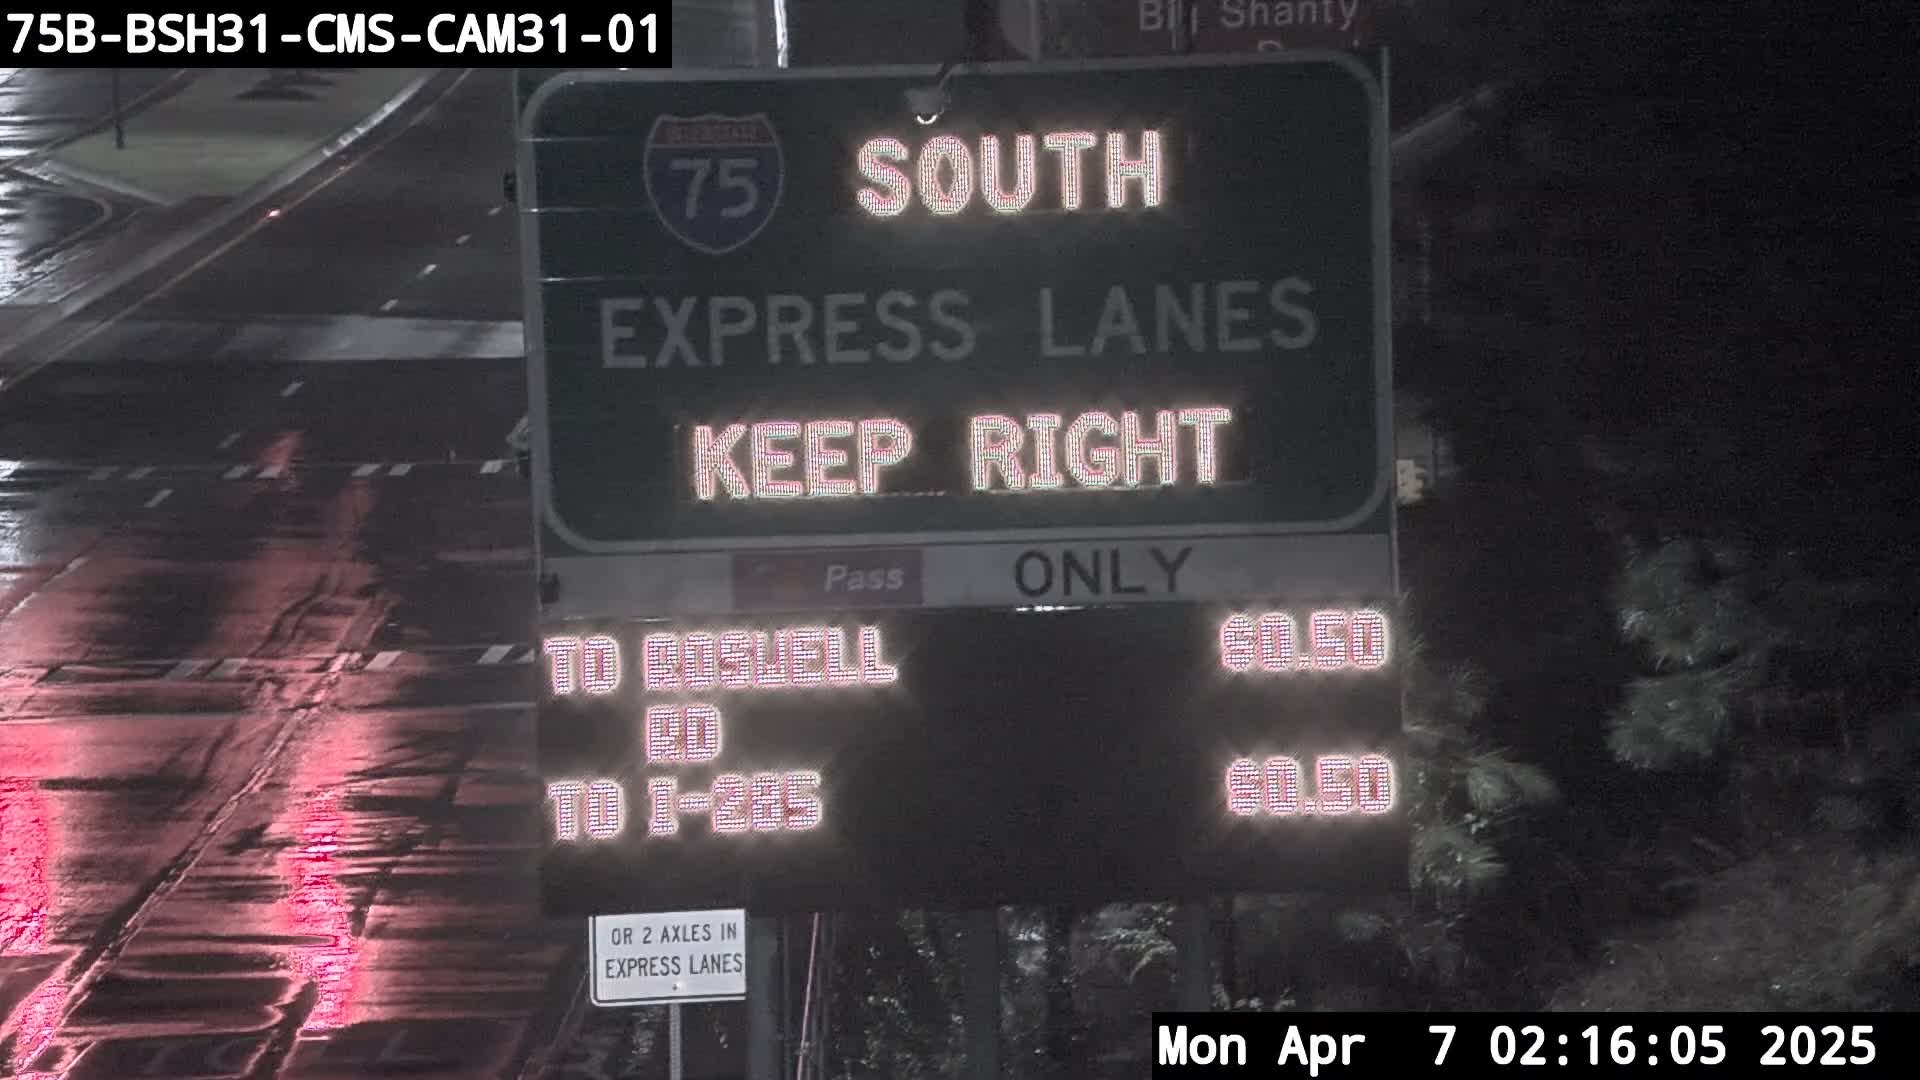 75B-BSH31-CMS-CAM31-01
Bill Shanty
INTERSTATE
75
SOUTH
EXPRESS LANES
KEEP RIGHT
Pass ONLY
TO ROSWELL $0.50
RD
TO I-285 $0.50
OR 2 AXLES IN
EXPRESS LANES
Mon Apr 7 02:16:05 2025